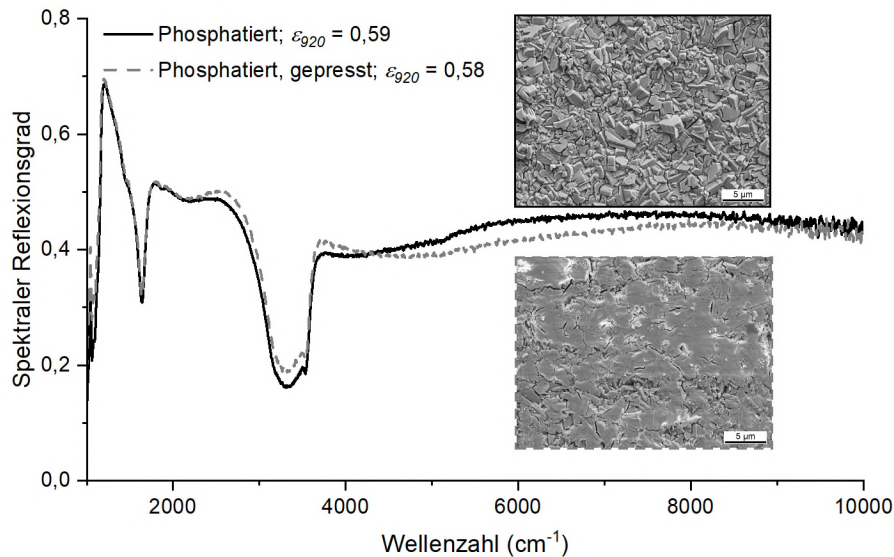 0,8
Phosphatiert; ε920 = 0,59
Phosphatiert, gepresst; ε920 = 0,58
5 µm
0,6
Spektraler Reflexionsgrad
0,4
0,2
5 µm
0,0
2000
4000
6000
8000
10000
Wellenzahl (cm-1)